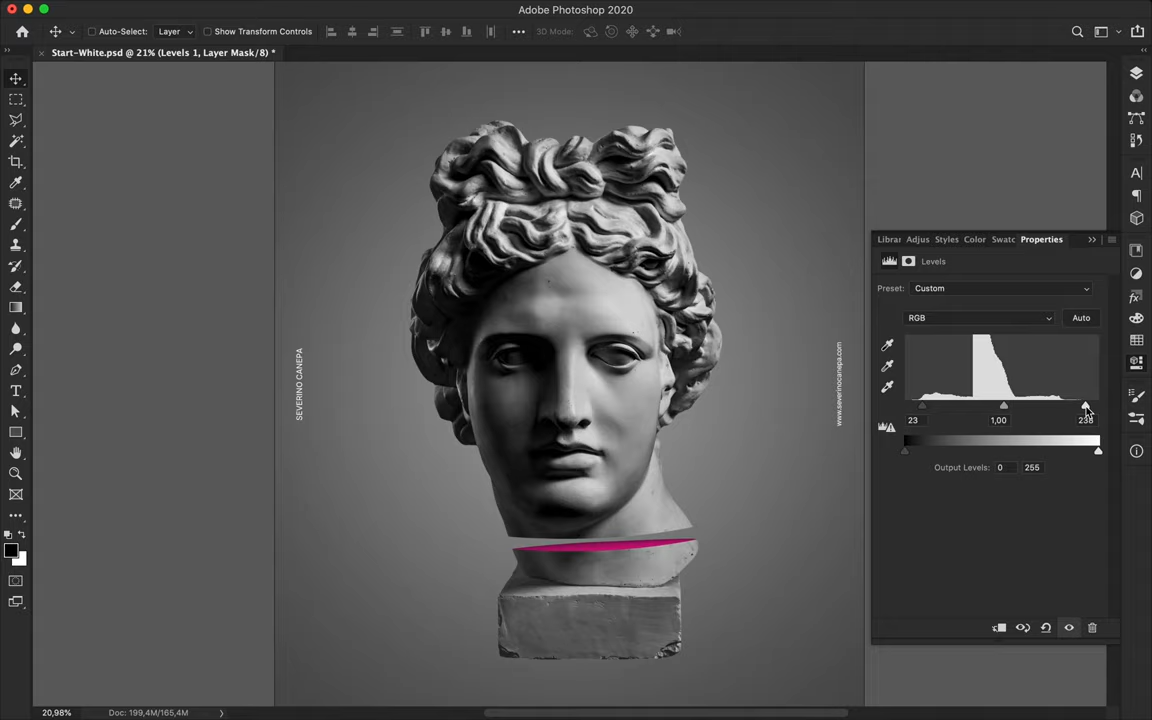 Adobe Photoshop 2020
Auto-Select: Layer Show Transform Controls 3D Mode:
Start-White.psd @ 21% (Levels 1, Layer Mask/8) *
Librar Adjus Styles Color Swatc Properties
Levels
Preset: Custom
RGB Auto
SEVERINO CANEPA
www.severinocanepa.com
23 1,00 238
Output Levels: 0 255
20,98% Doc: 199,4M/165,4M